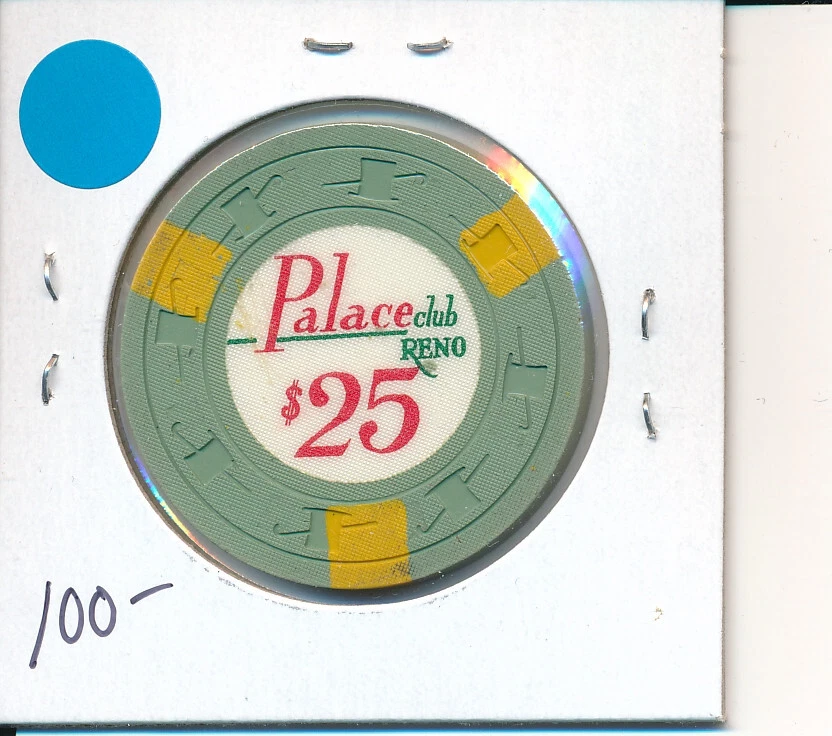 Palace club
RENO
$25
100-